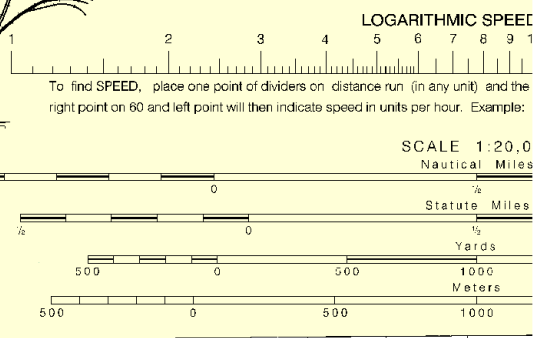 LOGARITHMIC SPEED
1 2 3 4 5 6 7 8 9 1
To find SPEED, place one point of dividers on distance run (in any unit) and the
right point on 60 and left point will then indicate speed in units per hour. Example:
SCALE 1:20,0
Nautical Miles
0 ½
Statute Miles
½ 0 ½
Yards
500 0 500 1000
Meters
500 0 500 1000